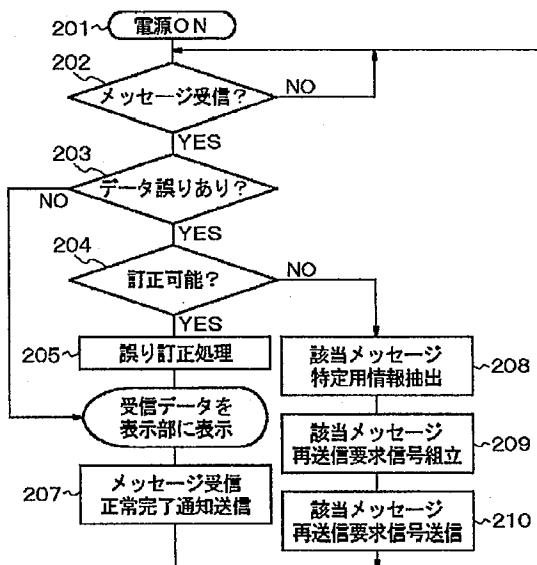 201
電源ON
202
メッセージ受信?
NO
YES
203
データ誤りあり?
NO
YES
204
訂正可能?
NO
YES
205
誤り訂正処理
受信データを
表示部に表示
207
メッセージ受信
正常完了通知送信
該当メッセージ
特定用情報抽出
208
該当メッセージ
再送信要求信号組立
209
該当メッセージ
再送信要求信号送信
210